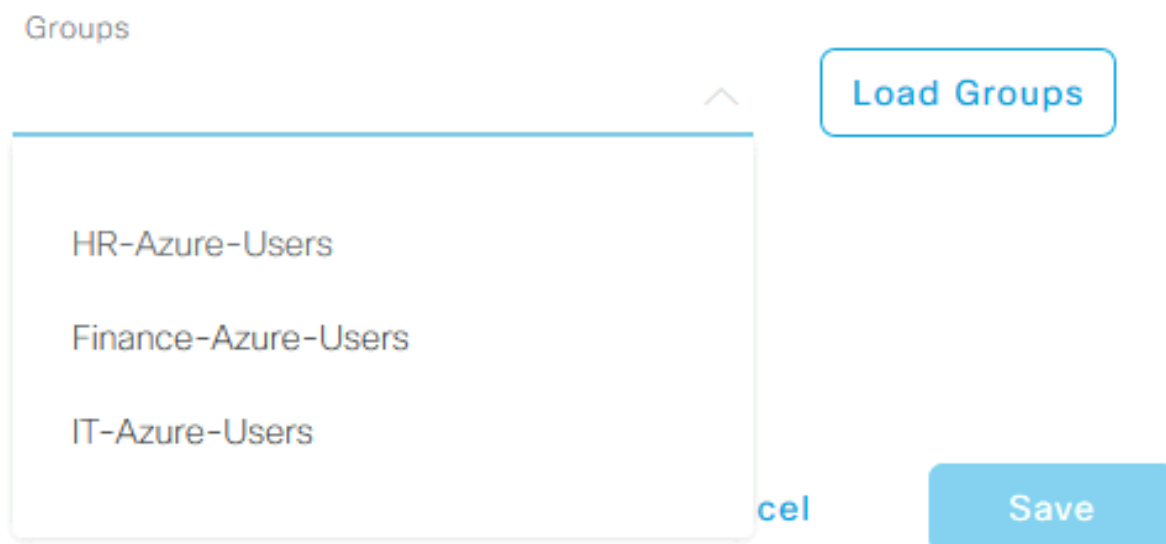 Groups
Load Groups
HR-Azure-Users
Finance-Azure-Users
IT-Azure-Users
cel
Save